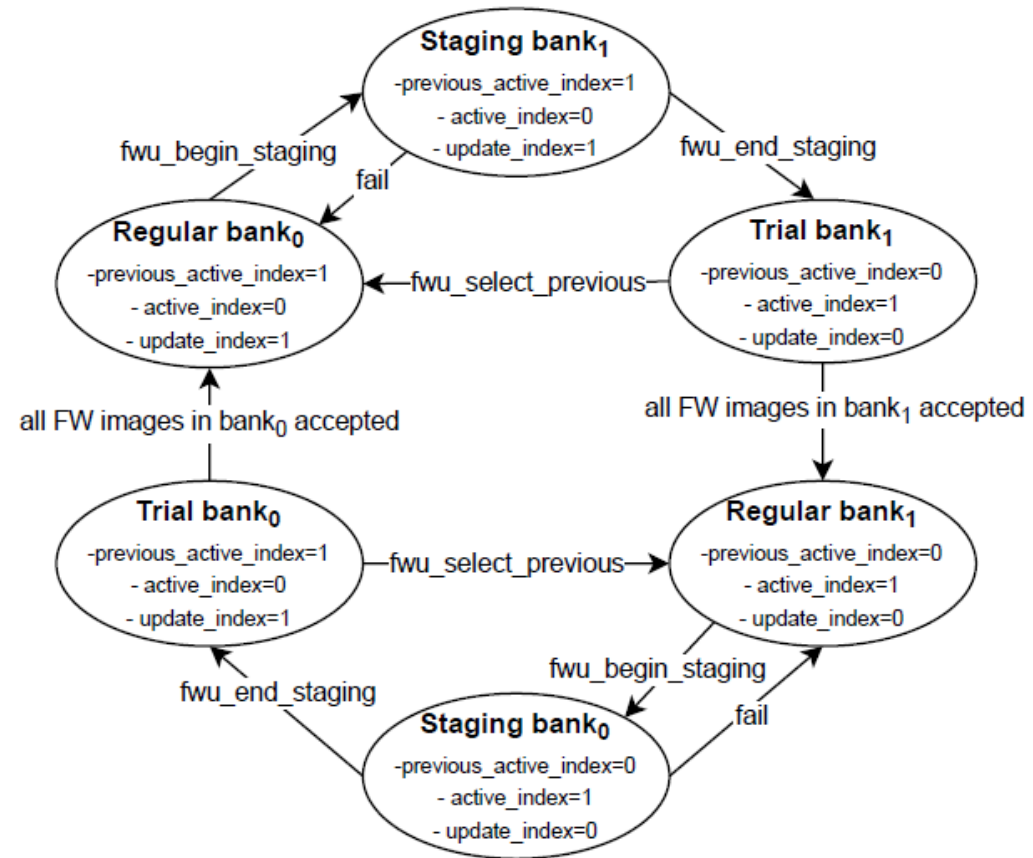 Staging bank₁
-previous_active_index=1
- active_index=0
- update_index=1
fwu_begin_staging
fwu_end_staging
fail
Regular bank₀
-previous_active_index=1
- active_index=0
- update_index=1
Trial bank₁
-previous_active_index=0
- active_index=1
- update_index=0
fwu_select_previous
all FW images in bank₀ accepted
all FW images in bank₁ accepted
Trial bank₀
-previous_active_index=1
- active_index=0
- update_index=1
fwu_select_previous
Regular bank₁
-previous_active_index=0
- active_index=1
- update_index=0
fwu_begin_staging
fwu_end_staging
fail
Staging bank₀
-previous_active_index=0
- active_index=1
- update_index=0